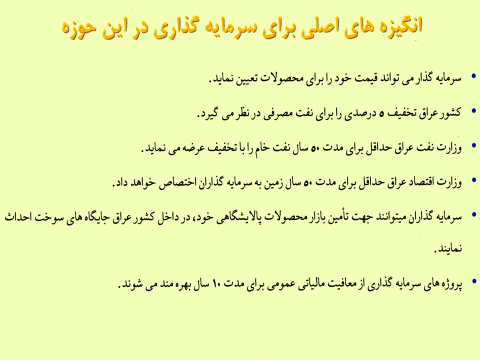 انگیزه های اصلی برای سرمایه گذاری در این حوزه
• سرمایه گذار می تواند قیمت خود را برای محصولات تعیین نماید.
• کشور عراق تخفیف ۵ درصدی را برای نفت مصرفی در نظر می گیرد.
• وزارت نفت عراق حداقل برای مدت ۵۰ سال نفت خام را با تخفیف عرضه می نماید.
• وزارت اقتصاد عراق حداقل برای مدت ۵۰ سال زمین به سرمایه گذاران اختصاص خواهد داد.
• سرمایه گذاران میتوانند جهت تأمین بازار محصولات پالایشگاهی خود، در داخل کشور عراق جایگاه های سوخت احداث
نمایند.
• پروژه های سرمایه گذاری از معافیت مالیاتی عمومی برای مدت ۱۰ سال بهره مند می شوند.